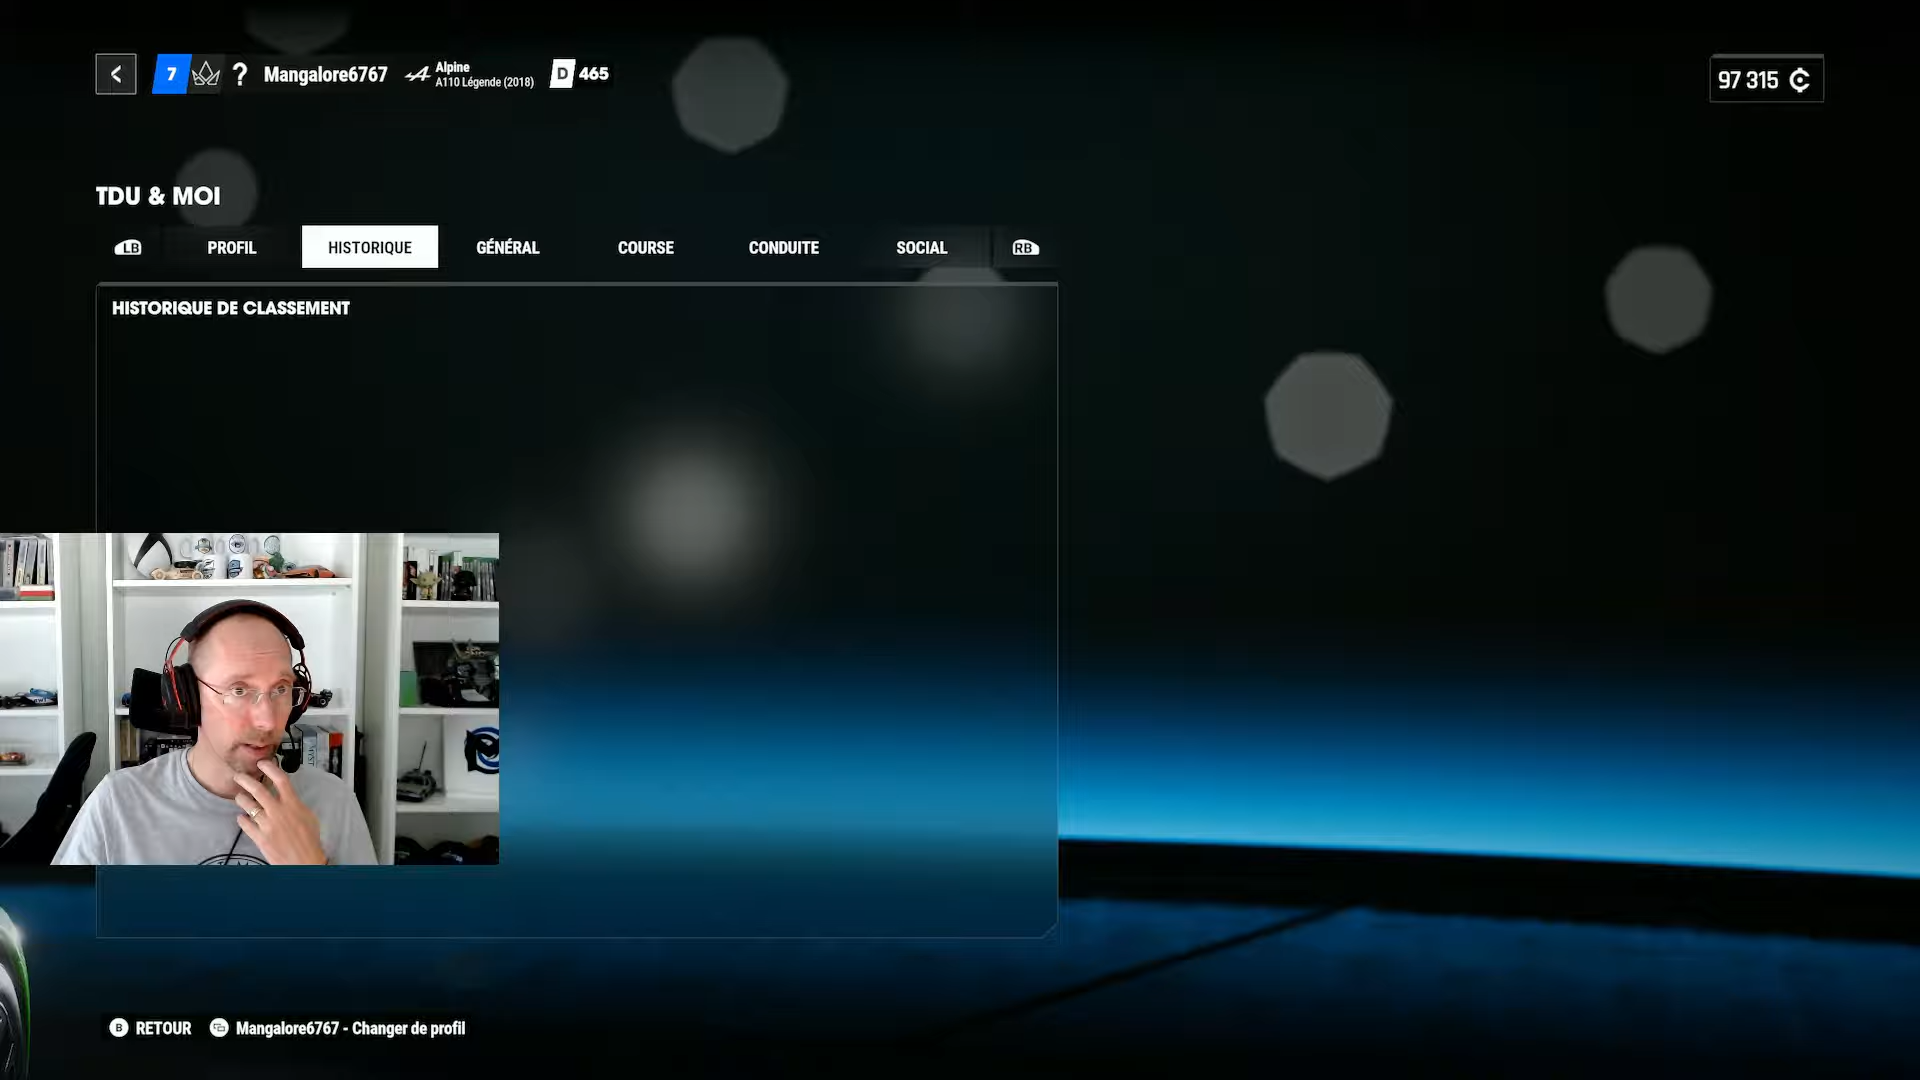 7 ? Mangalore6767 Alpine D 465 97 315
A110 Légende (2018)
TDU & MOI
LB PROFIL HISTORIQUE GÉNÉRAL COURSE CONDUITE SOCIAL RB
HISTORIQUE DE CLASSEMENT
B RETOUR Mangalore6767 - Changer de profil